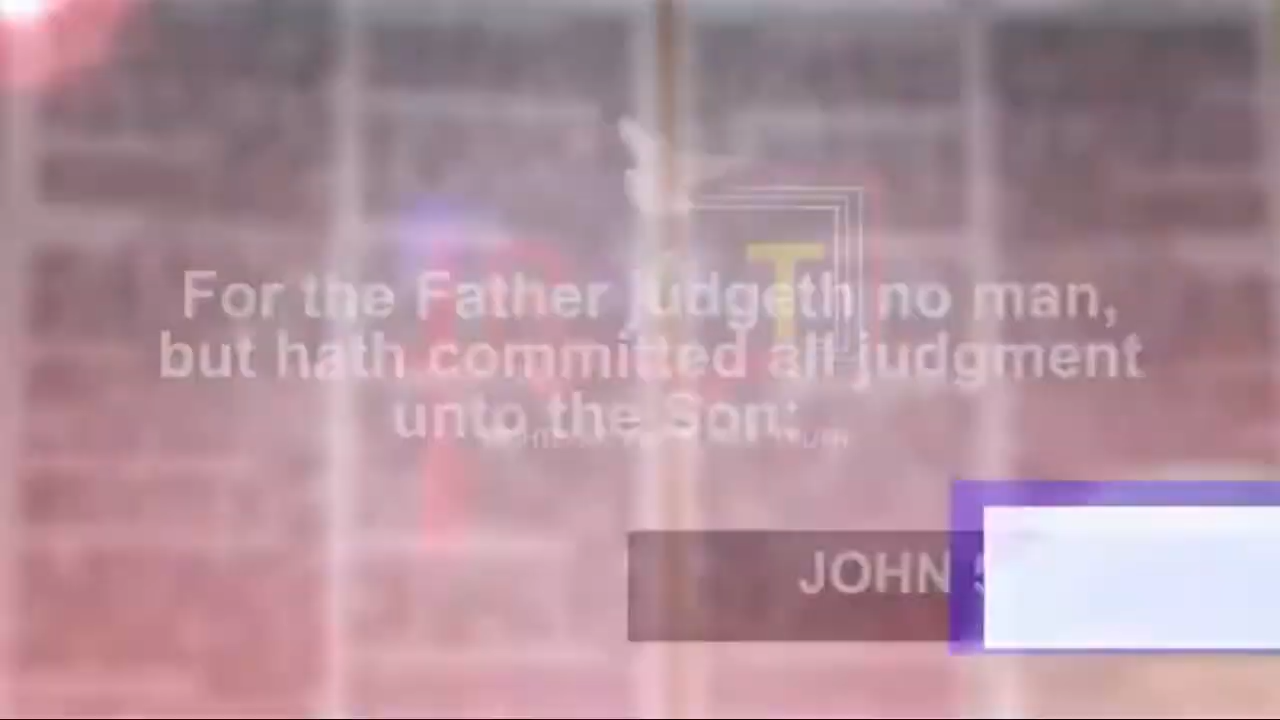 T
For the Father judgeth no man,
but hath committed all judgment
unto the Son:
JOHN